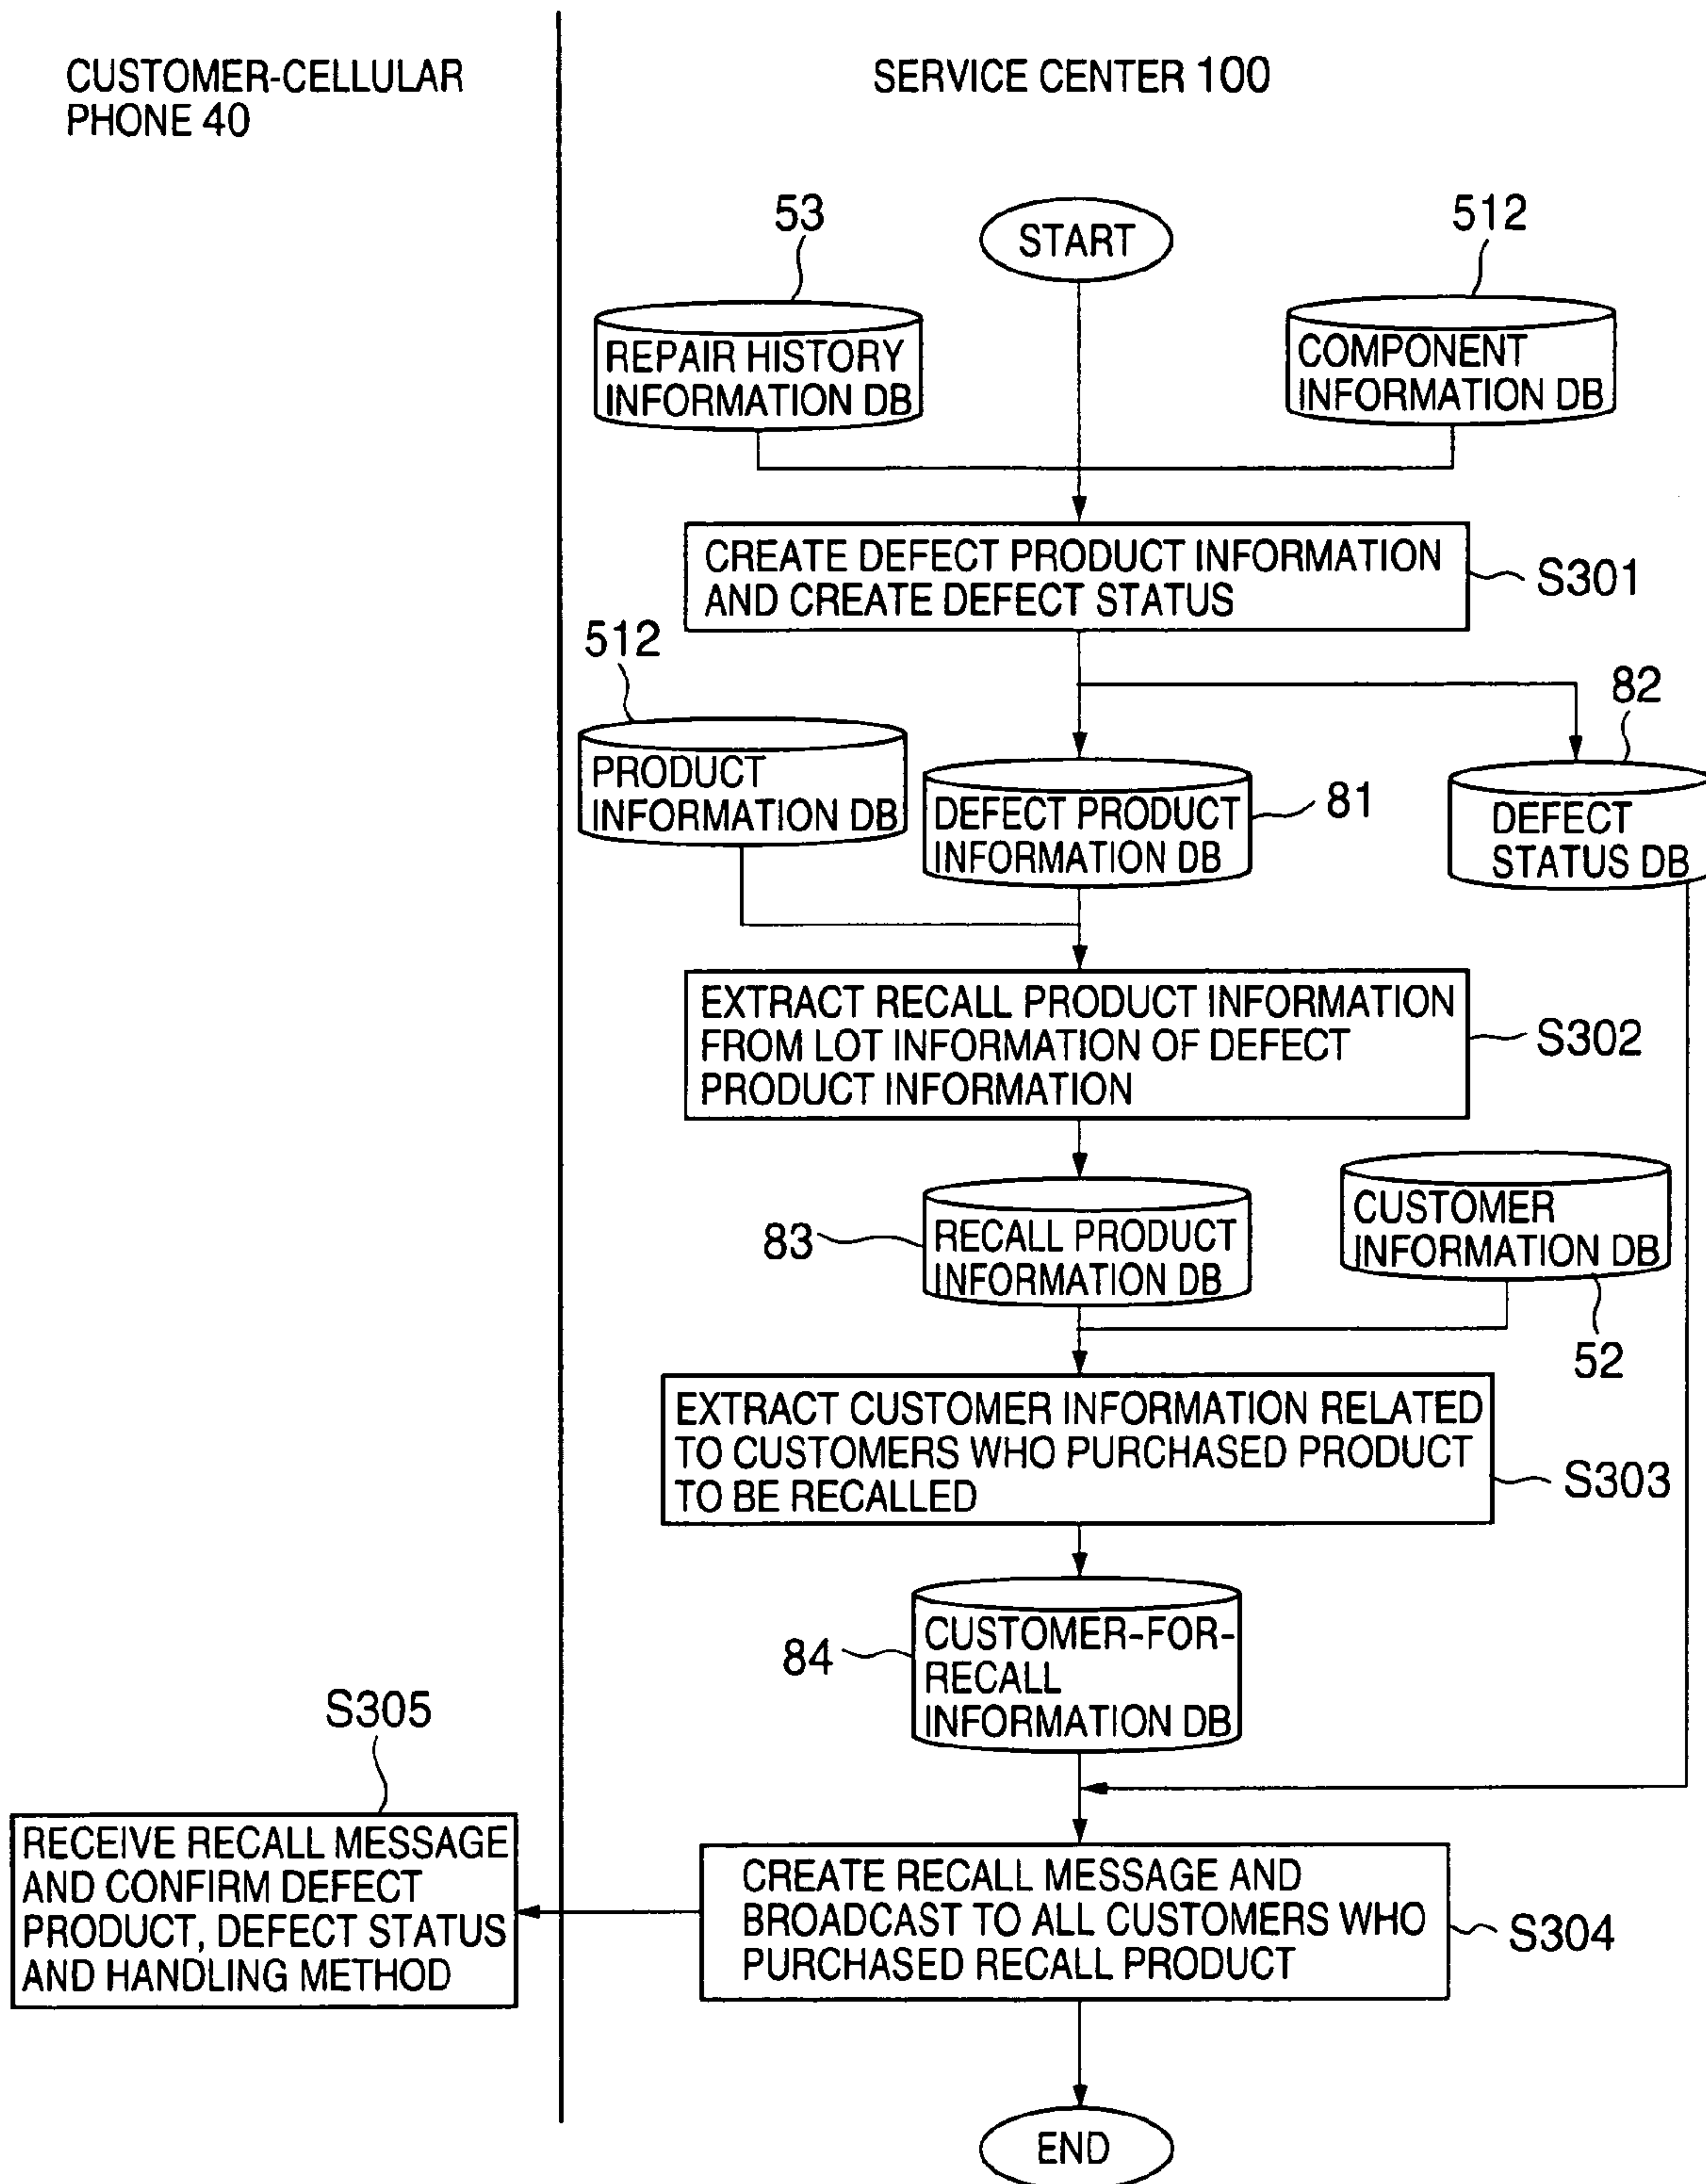 CUSTOMER-CELLULAR
PHONE 40
SERVICE CENTER 100
53
START
512
REPAIR HISTORY
INFORMATION DB
COMPONENT
INFORMATION DB
CREATE DEFECT PRODUCT INFORMATION
AND CREATE DEFECT STATUS
S301
512
82
PRODUCT
INFORMATION DB
DEFECT PRODUCT
INFORMATION DB
81
DEFECT
STATUS DB
EXTRACT RECALL PRODUCT INFORMATION
FROM LOT INFORMATION OF DEFECT
PRODUCT INFORMATION
S302
83
RECALL PRODUCT
INFORMATION DB
CUSTOMER
INFORMATION DB
52
EXTRACT CUSTOMER INFORMATION RELATED
TO CUSTOMERS WHO PURCHASED PRODUCT
TO BE RECALLED
S303
84
CUSTOMER-FOR-
RECALL
INFORMATION DB
S305
RECEIVE RECALL MESSAGE
AND CONFIRM DEFECT
PRODUCT, DEFECT STATUS
AND HANDLING METHOD
CREATE RECALL MESSAGE AND
BROADCAST TO ALL CUSTOMERS WHO
PURCHASED RECALL PRODUCT
S304
END